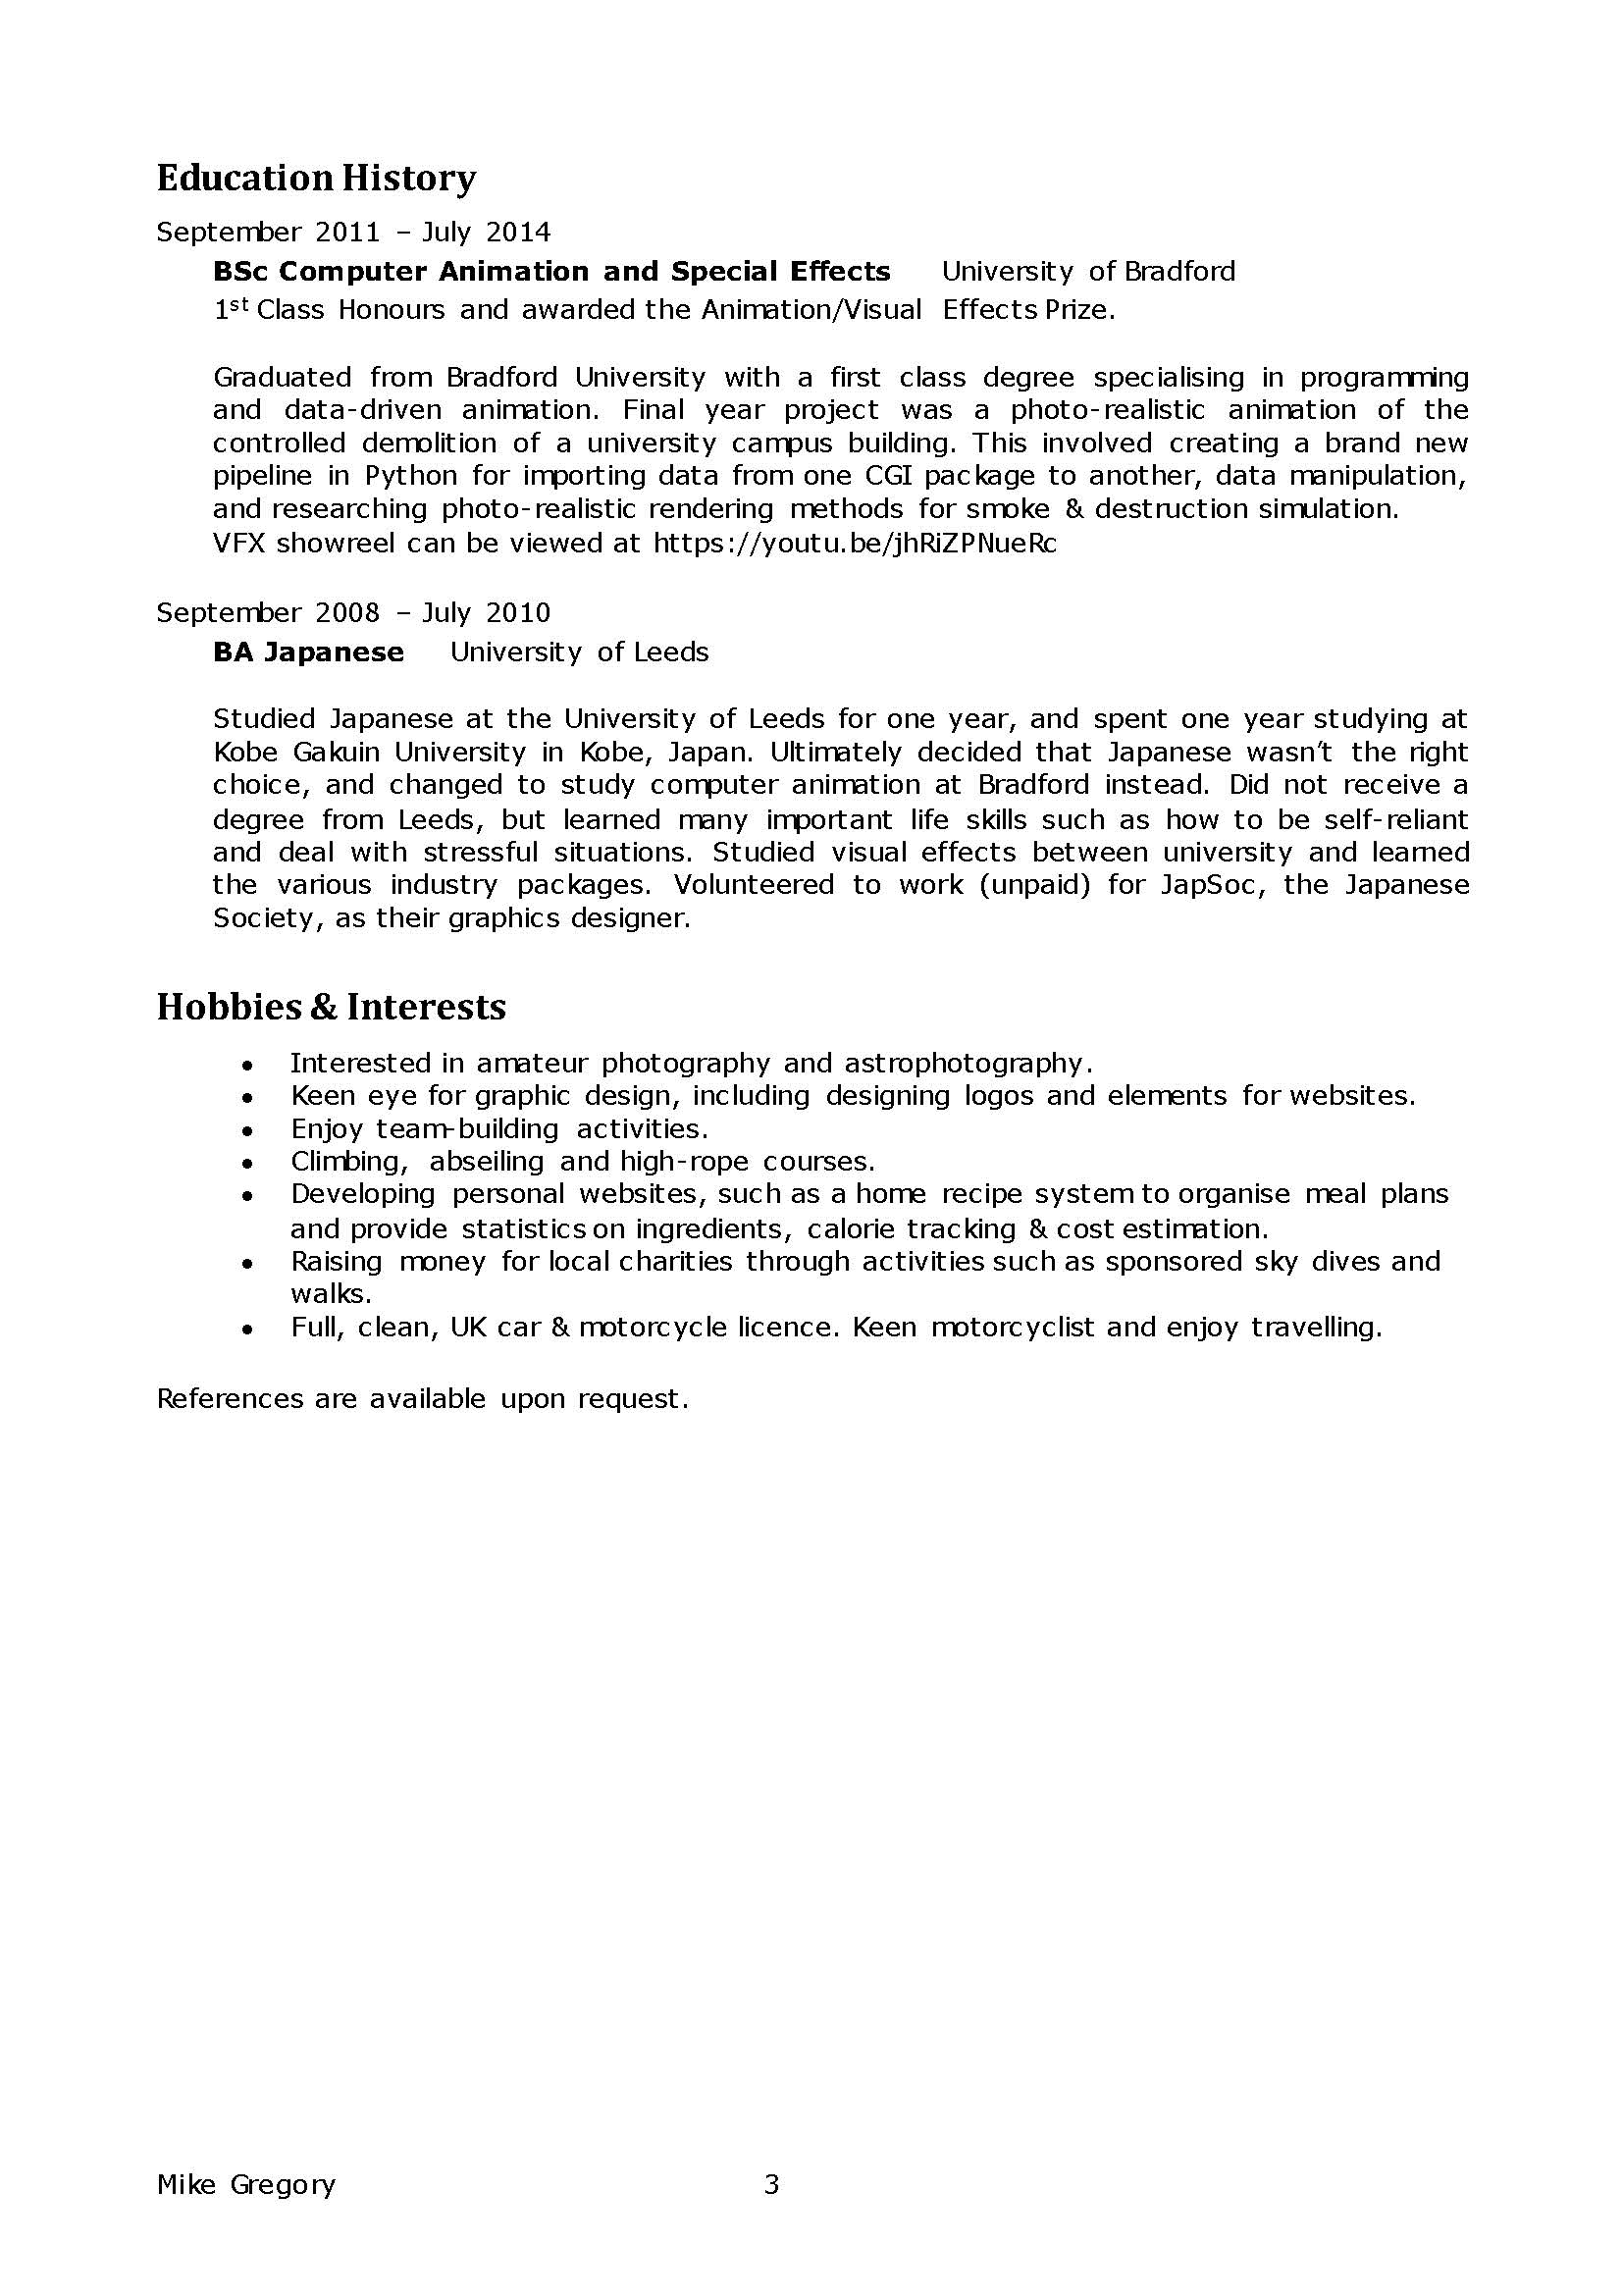 Education History
September 2011 – July 2014
BSc Computer Animation and Special Effects University of Bradford
1st Class Honours and awarded the Animation/Visual Effects Prize.
Graduated from Bradford University with a first class degree specialising in programming
and data-driven animation. Final year project was a photo-realistic animation of the
controlled demolition of a university campus building. This involved creating a brand new
pipeline in Python for importing data from one CGI package to another, data manipulation,
and researching photo-realistic rendering methods for smoke & destruction simulation.
VFX showreel can be viewed at https://youtu.be/jhRiZPNueRc
September 2008 – July 2010
BA Japanese University of Leeds
Studied Japanese at the University of Leeds for one year, and spent one year studying at
Kobe Gakuin University in Kobe, Japan. Ultimately decided that Japanese wasn’t the right
choice, and changed to study computer animation at Bradford instead. Did not receive a
degree from Leeds, but learned many important life skills such as how to be self-reliant
and deal with stressful situations. Studied visual effects between university and learned
the various industry packages. Volunteered to work (unpaid) for JapSoc, the Japanese
Society, as their graphics designer.
Hobbies & Interests
• Interested in amateur photography and astrophotography.
• Keen eye for graphic design, including designing logos and elements for websites.
• Enjoy team-building activities.
• Climbing, abseiling and high-rope courses.
• Developing personal websites, such as a home recipe system to organise meal plans
and provide statistics on ingredients, calorie tracking & cost estimation.
• Raising money for local charities through activities such as sponsored sky dives and
walks.
• Full, clean, UK car & motorcycle licence. Keen motorcyclist and enjoy travelling.
References are available upon request.
Mike Gregory 3